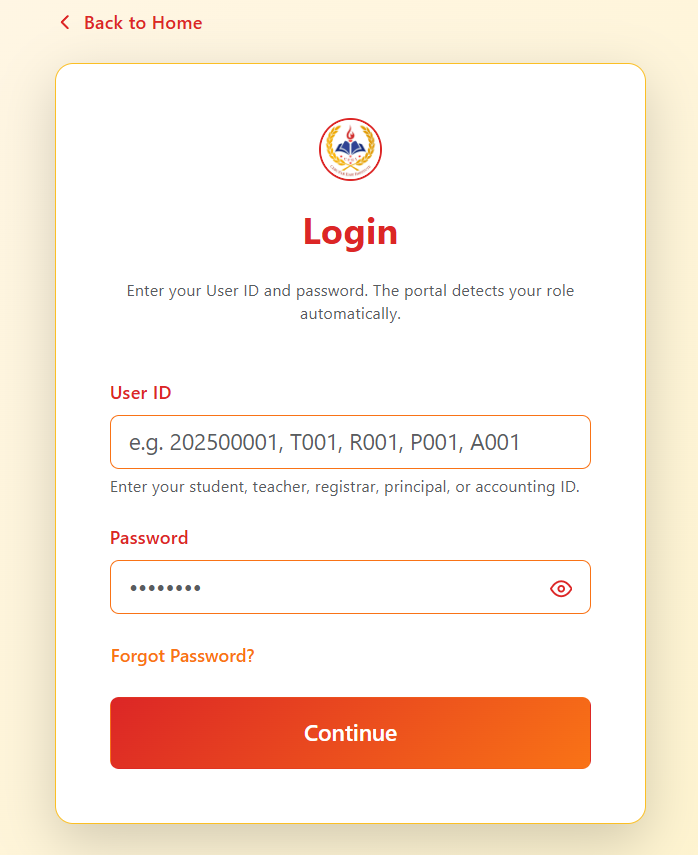 Back to Home
Login
Enter your User ID and password. The portal detects your role
automatically.
User ID
e.g. 202500001, T001, R001, P001, A001
Enter your student, teacher, registrar, principal, or accounting ID.
Password
••••••••
Forgot Password?
Continue